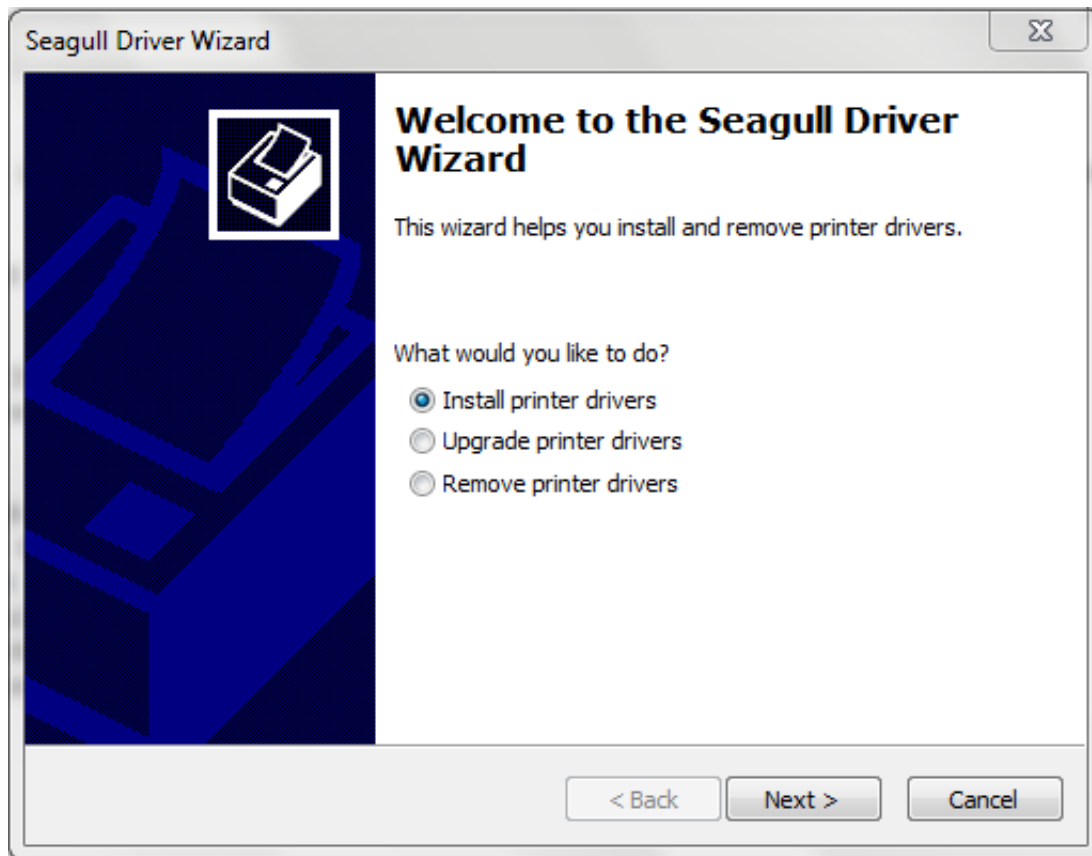 Seagull Driver Wizard
Welcome to the Seagull Driver
Wizard
This wizard helps you install and remove printer drivers.
What would you like to do?
Install printer drivers
Upgrade printer drivers
Remove printer drivers
< Back Next > Cancel